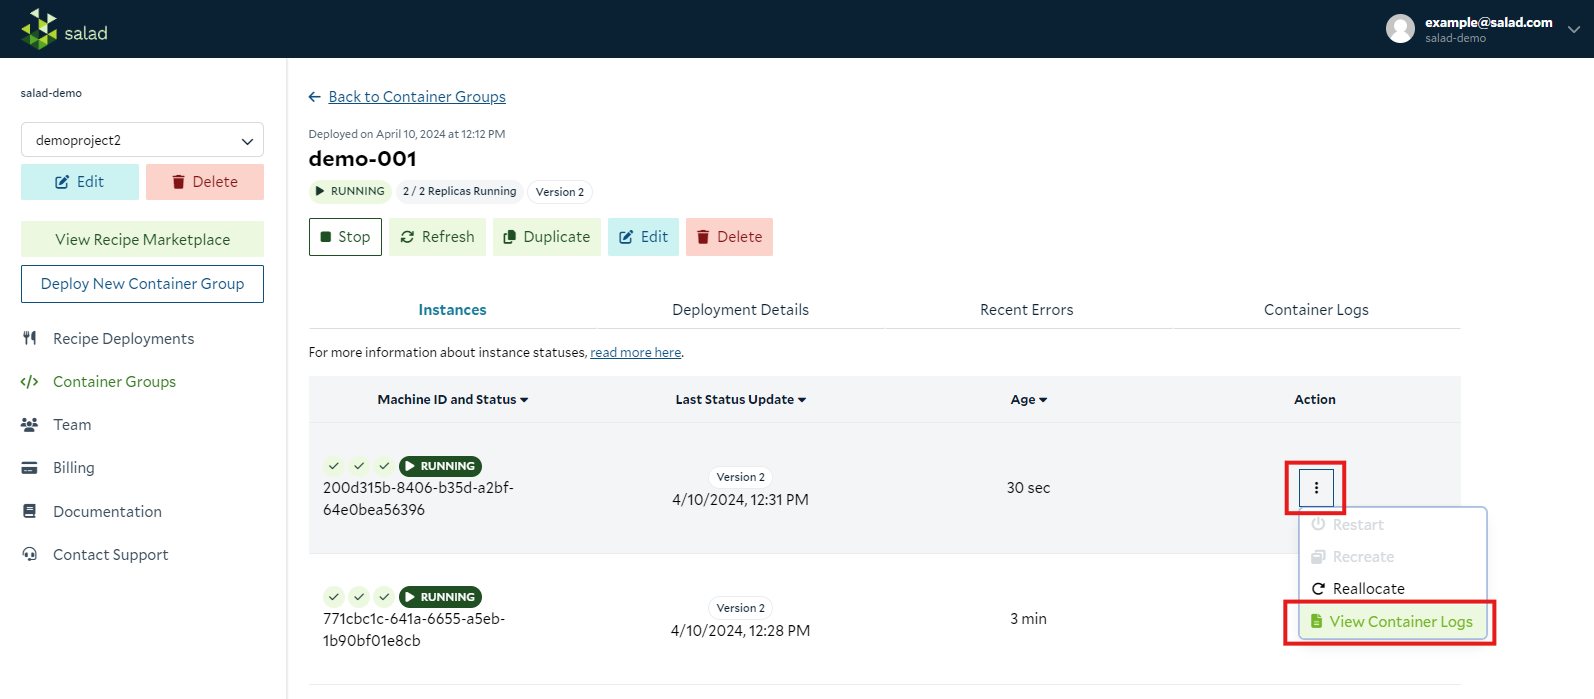 salad
example@salad.com
salad-demo
salad-demo
demoproject2
Edit
Delete
View Recipe Marketplace
Deploy New Container Group
Recipe Deployments
Container Groups
Team
Billing
Documentation
Contact Support
Back to Container Groups
Deployed on April 10, 2024 at 12:12 PM
demo-001
RUNNING 2 / 2 Replicas Running Version 2
Stop Refresh Duplicate Edit Delete
Instances Deployment Details Recent Errors Container Logs
For more information about instance statuses, read more here.
Machine ID and Status Last Status Update Age Action
RUNNING
200d315b-8406-b35d-a2bf-
64e0bea56396
Version 2
4/10/2024, 12:31 PM
30 sec
Restart
Recreate
Reallocate
View Container Logs
RUNNING
771cbc1c-641a-6655-a5eb-
1b90bf01e8cb
Version 2
4/10/2024, 12:28 PM
3 min